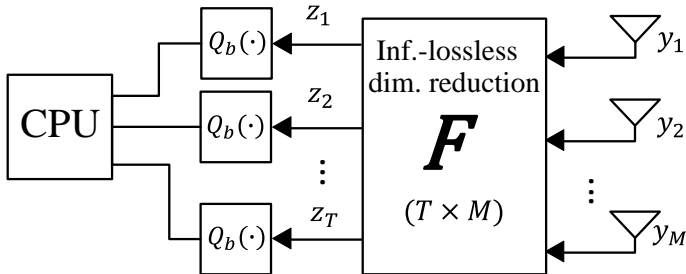 CPU
Q_b(·)
z_1
Q_b(·)
z_2
⋮
Q_b(·)
z_T
Inf.-lossless
dim. reduction
F
(T × M)
y_1
y_2
⋮
y_M